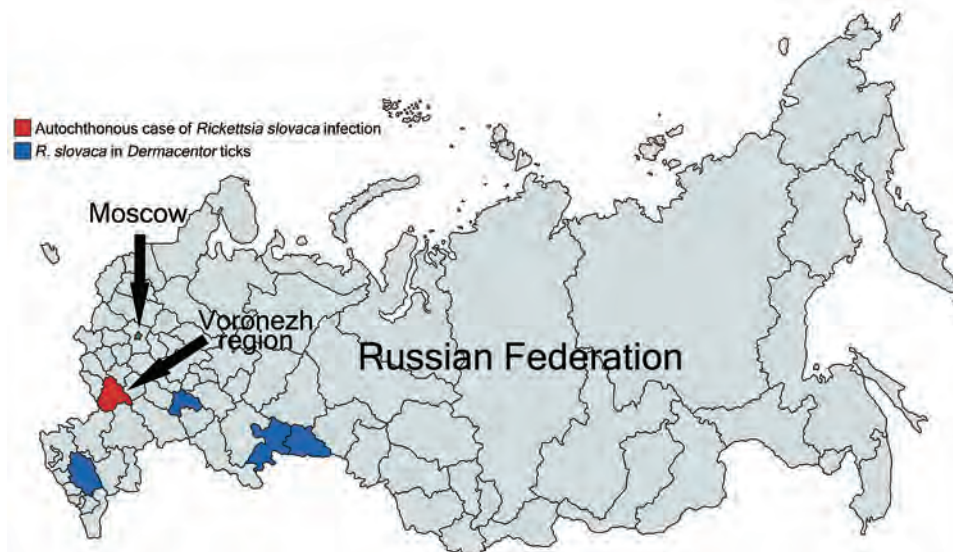 Autochthonous case of Rickettsia slovaca infection
R. slovaca in Dermacentor ticks
Moscow
Voronezh
region
Russian Federation